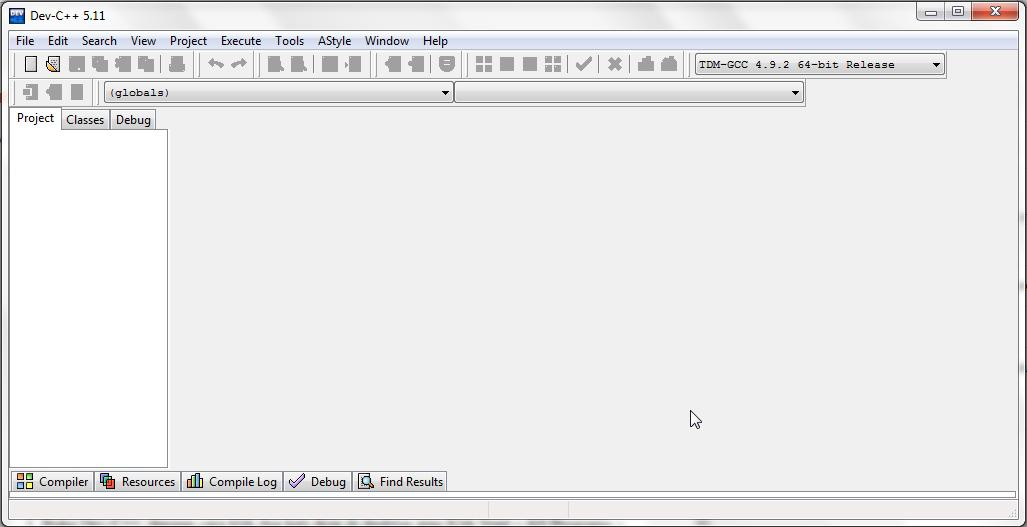 Dev-C++ 5.11
File Edit Search View Project Execute Tools AStyle Window Help
TDM-GCC 4.9.2 64-bit Release
(globals)
Project Classes Debug
Compiler Resources Compile Log Debug Find Results